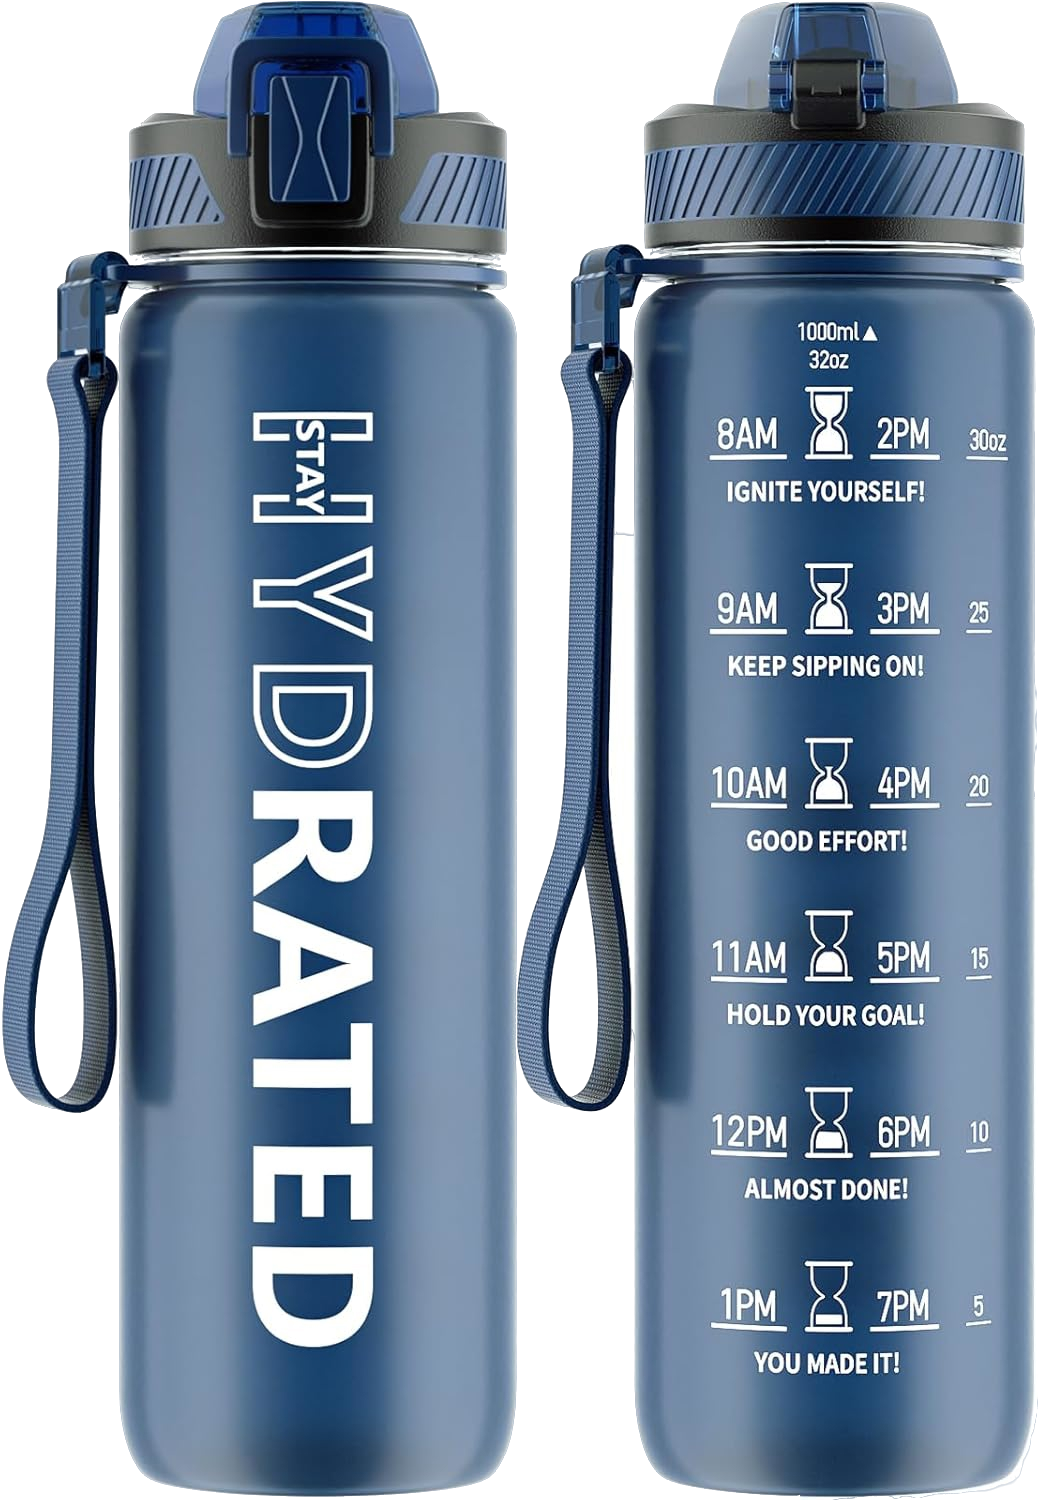 STAY
HYDRATED
1000ml▲
32oz
8AM 2PM 30oz
IGNITE YOURSELF!
9AM 3PM 25
KEEP SIPPING ON!
10AM 4PM 20
GOOD EFFORT!
11AM 5PM 15
HOLD YOUR GOAL!
12PM 6PM 10
ALMOST DONE!
1PM 7PM 5
YOU MADE IT!